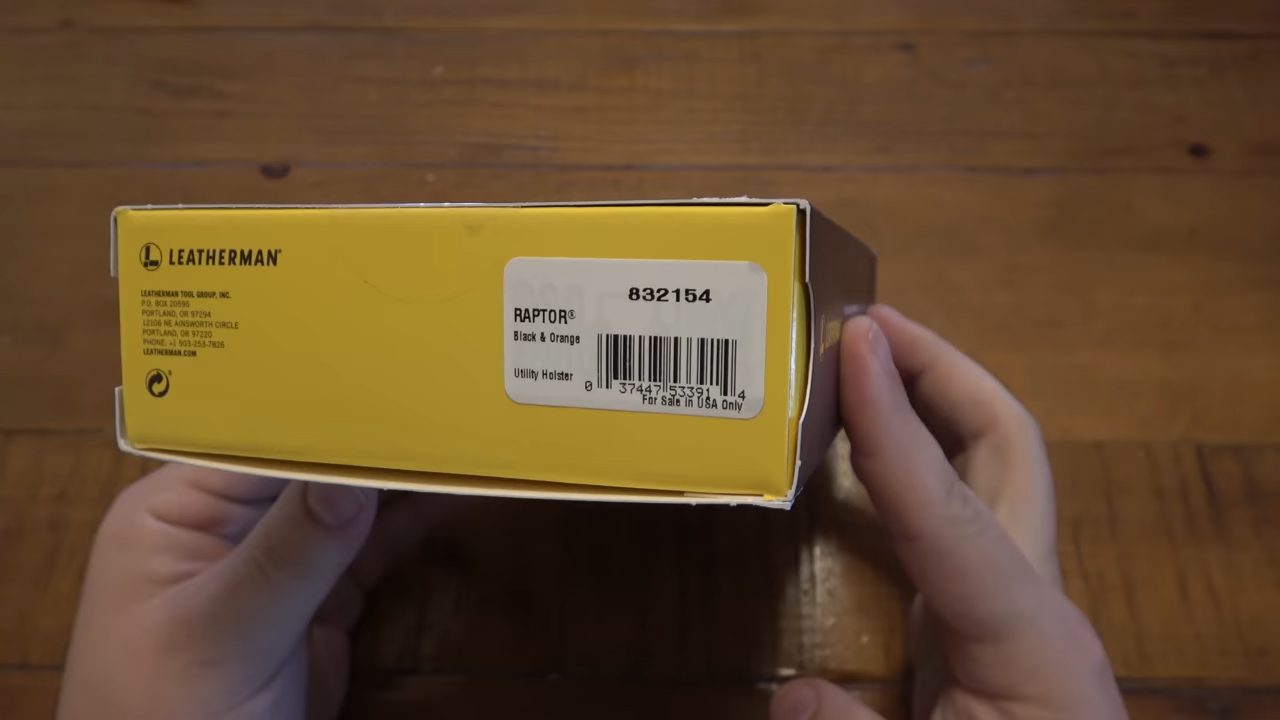 LEATHERMAN®
LEATHERMAN TOOL GROUP, INC.
P.O. BOX 20595
PORTLAND, OR 97294
12106 NE AINSWORTH CIRCLE
PORTLAND, OR 97220
PHONE: +1 503-253-7826
LEATHERMAN.COM
832154
RAPTOR®
Black & Orange
Utility Holster
0 37447 53391 4
For Sale in USA Only